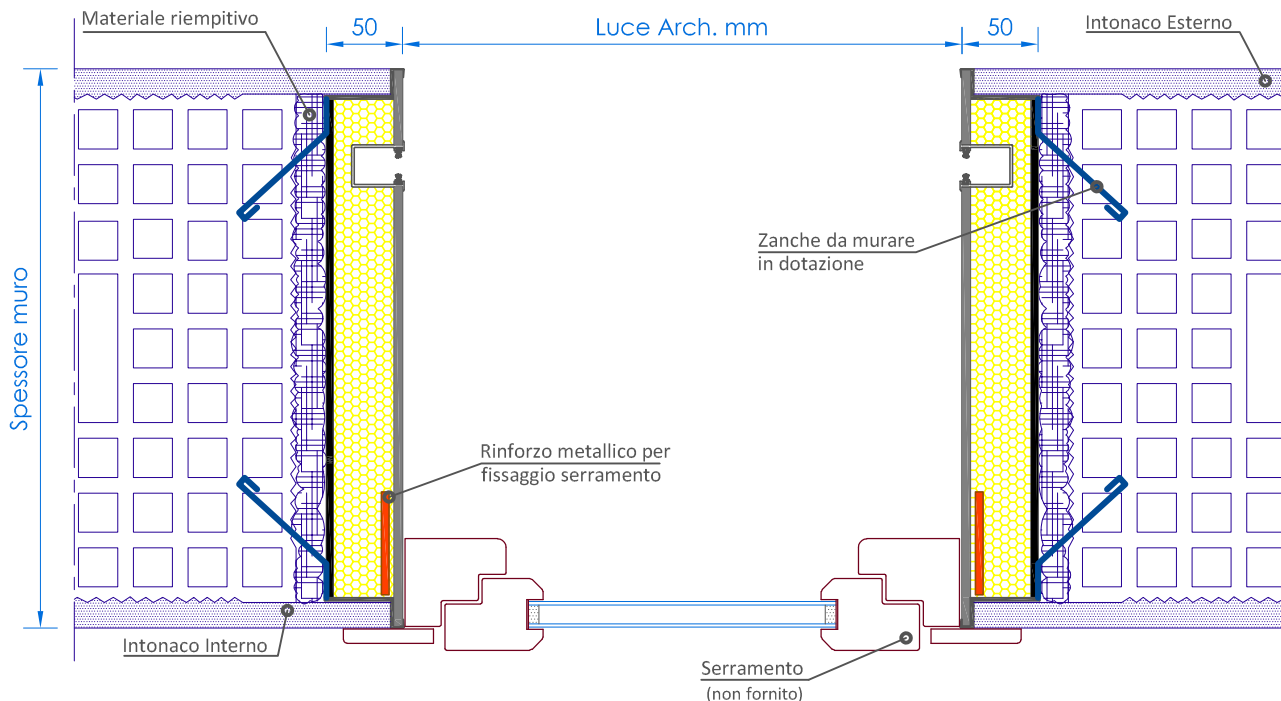 Materiale riempitivo
50
Luce Arch. mm
50
Intonaco Esterno
Spessore muro
Zanche da murare
in dotazione
Rinforzo metallico per
fissaggio serramento
Intonaco Interno
Serramento
(non fornito)